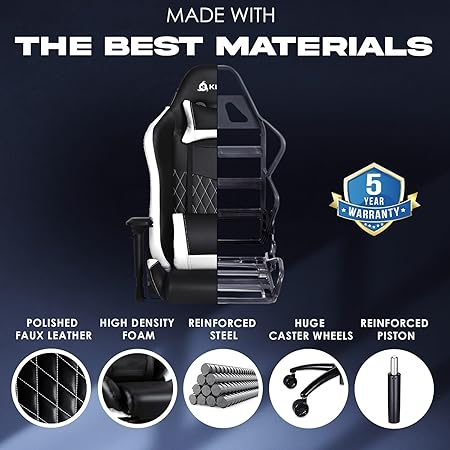 MADE WITH
THE BEST MATERIALS
5
YEAR
WARRANTY
POLISHED
FAUX LEATHER
HIGH DENSITY
FOAM
REINFORCED
STEEL
HUGE
CASTER WHEELS
REINFORCED
PISTON